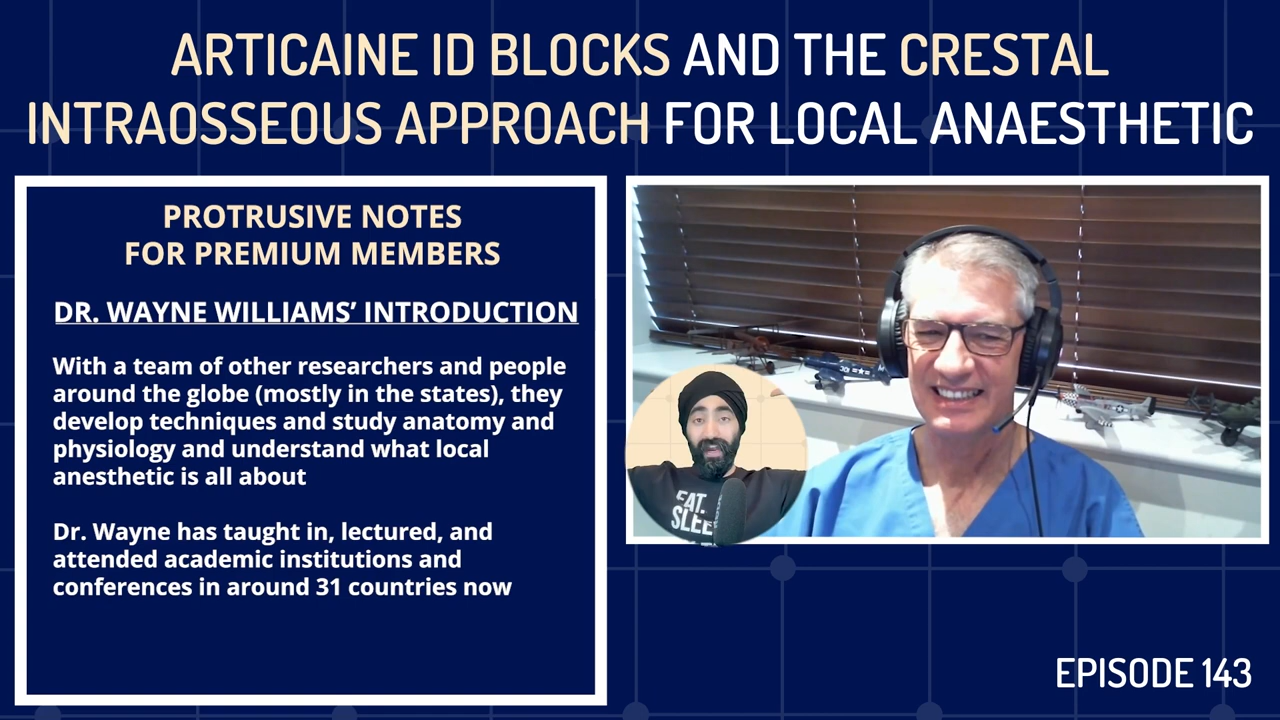 ARTICAINE ID BLOCKS AND THE CRESTAL
INTRAOSSEOUS APPROACH FOR LOCAL ANAESTHETIC
PROTRUSIVE NOTES
FOR PREMIUM MEMBERS
DR. WAYNE WILLIAMS’ INTRODUCTION
With a team of other researchers and people
around the globe (mostly in the states), they
develop techniques and study anatomy and
physiology and understand what local
anesthetic is all about
Dr. Wayne has taught in, lectured, and
attended academic institutions and
conferences in around 31 countries now
EAT.
SLEE
EPISODE 143